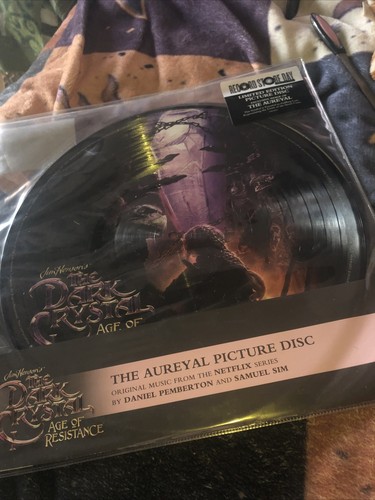 RECORD STORE DAY
LIMITED EDITION
PICTURE DISC
THE AUREYAL
Jim Henson's
THE
DARK
CRYSTAL
AGE OF
Jim Henson's
THE
DARK
CRYSTAL
AGE OF
RESISTANCE
THE AUREYAL PICTURE DISC
ORIGINAL MUSIC FROM THE NETFLIX SERIES
BY DANIEL PEMBERTON AND SAMUEL SIM